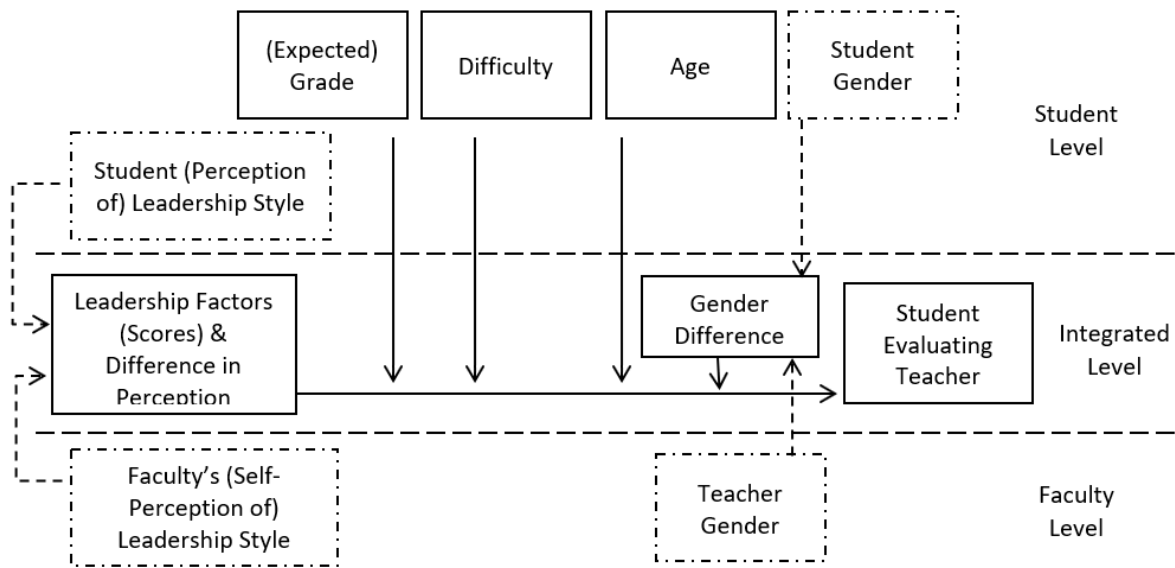 (Expected)
Grade
Difficulty
Age
Student
Gender
Student
Level
Student (Perception
of) Leadership Style
Leadership Factors
(Scores) &
Difference in
Perception
Gender
Difference
Student
Evaluating
Teacher
Integrated
Level
Faculty’s (Self-
Perception of)
Leadership Style
Teacher
Gender
Faculty
Level